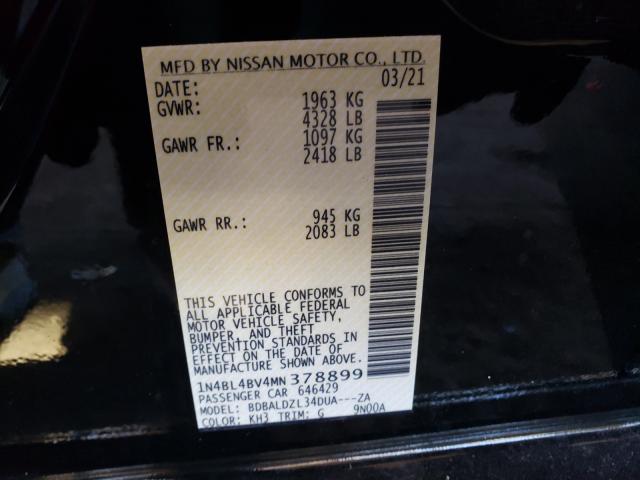 MFD BY NISSAN MOTOR CO., LTD.
DATE: 03/21
GVWR: 1963 KG
4328 LB
GAWR FR.: 1097 KG
2418 LB
GAWR RR.: 945 KG
2083 LB
THIS VEHICLE CONFORMS TO
ALL APPLICABLE FEDERAL
MOTOR VEHICLE SAFETY,
BUMPER, AND THEFT
PREVENTION STANDARDS IN
EFFECT ON THE DATE OF
MANUFACTURE SHOWN ABOVE.
1N4BL4BV4MN 378899
PASSENGER CAR 646429
MODEL: BDBALDZL34DUA---ZA
COLOR: KH3 TRIM: G 9N00A